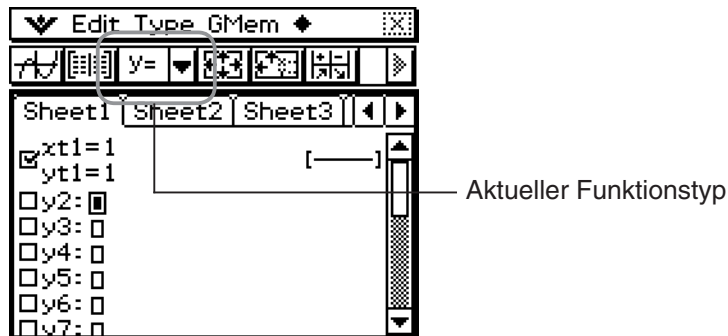 Edit Type GMem
y=
Sheet1 Sheet2 Sheet3
xt1=1
yt1=1
Aktueller Funktionstyp
y2:
y3:
y4:
y5:
y6:
y7: